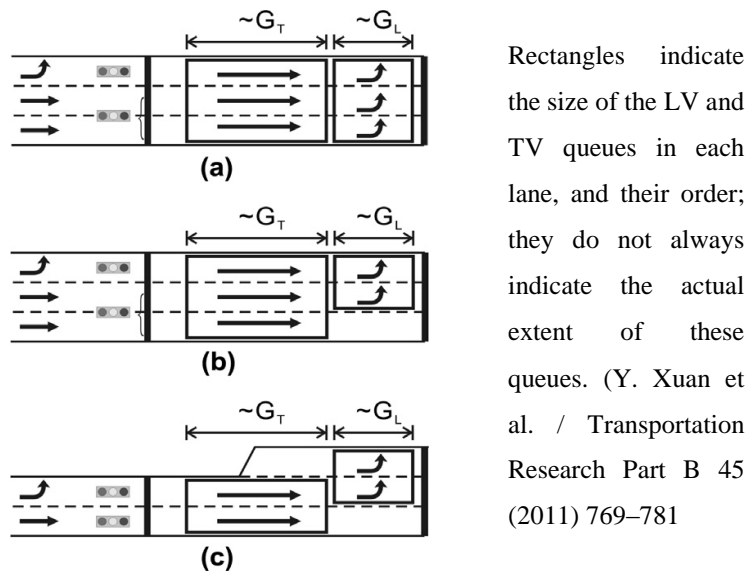 ~G_T ~G_L
(a)
~G_T ~G_L
(b)
~G_T ~G_L
(c)
Rectangles indicate
the size of the LV and
TV queues in each
lane, and their order;
they do not always
indicate the actual
extent of these
queues. (Y. Xuan et
al. / Transportation
Research Part B 45
(2011) 769–781